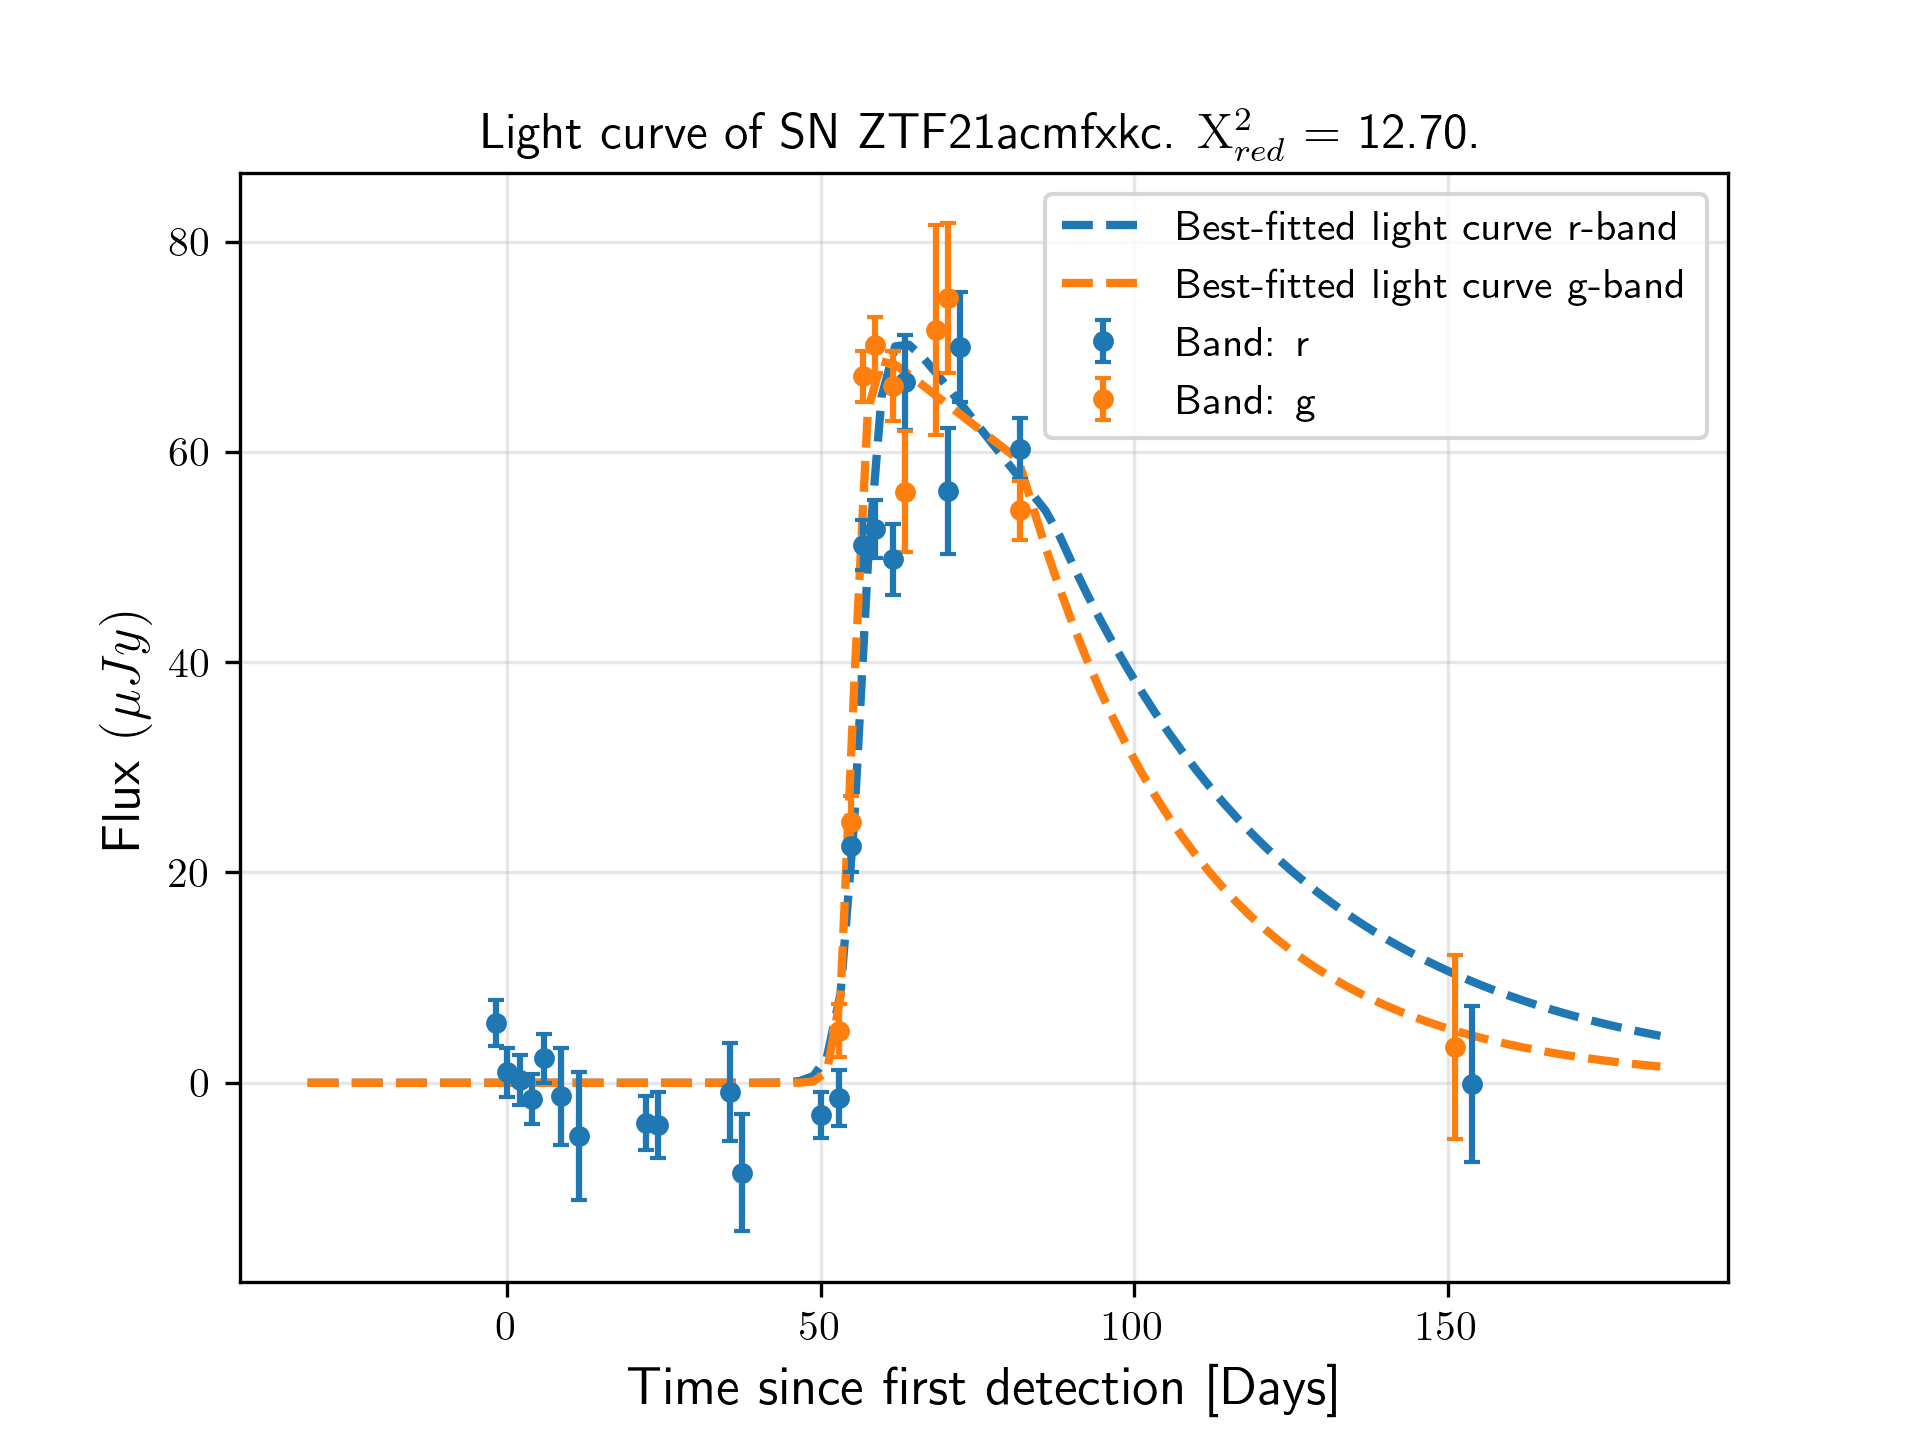 Light curve of SN ZTF21acmfxkc. X²_red = 12.70.
Best-fitted light curve r-band
Best-fitted light curve g-band
Band: r
Band: g
Flux (μJy)
80
60
40
20
0
0 50 100 150
Time since first detection [Days]